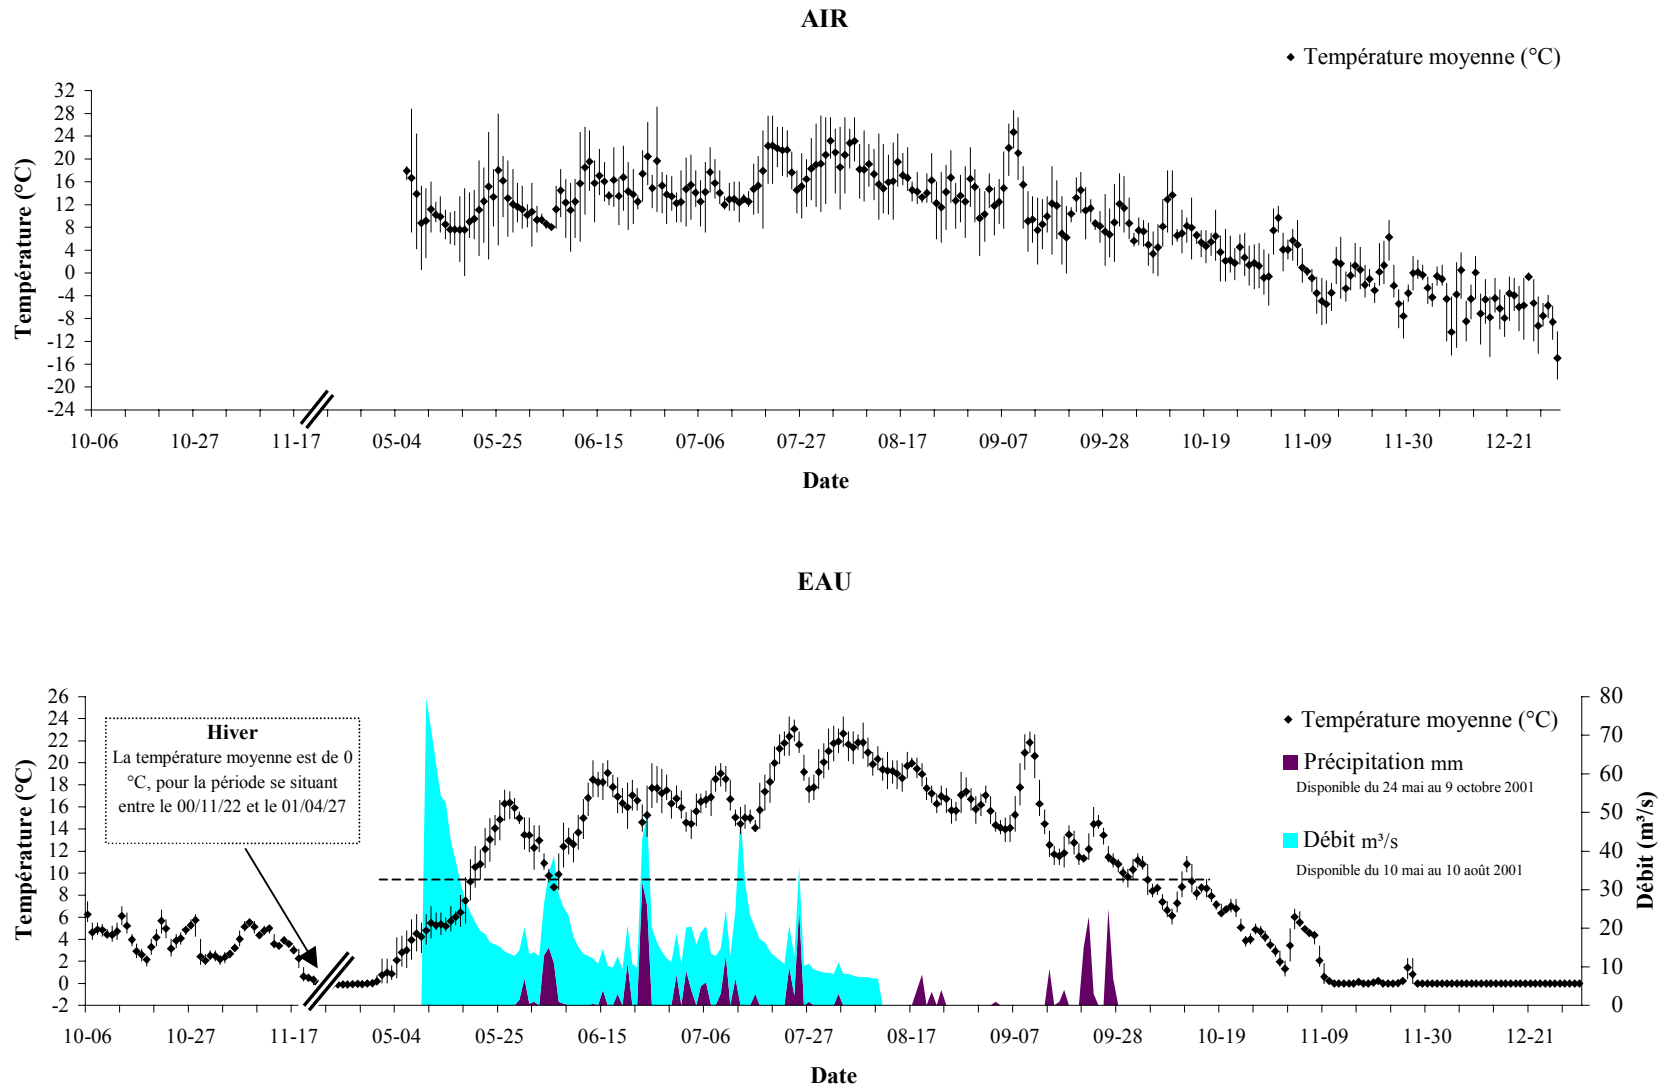 AIR
Température moyenne (°C)
Température (°C)
32
28
24
20
16
12
8
4
0
-4
-8
-12
-16
-20
-24
10-06 10-27 11-17 05-04 05-25 06-15 07-06 07-27 08-17 09-07 09-28 10-19 11-09 11-30 12-21
Date
EAU
Température (°C)
26
24
22
20
18
16
14
12
10
8
6
4
2
0
-2
Hiver
La température moyenne est de 0
°C, pour la période se situant
entre le 00/11/22 et le 01/04/27
Température moyenne (°C)
Précipitation mm
Disponible du 24 mai au 9 octobre 2001
Débit m³/s
Disponible du 10 mai au 10 août 2001
80
70
60
50
40
30
20
10
0
Débit (m³/s)
10-06 10-27 11-17 05-04 05-25 06-15 07-06 07-27 08-17 09-07 09-28 10-19 11-09 11-30 12-21
Date